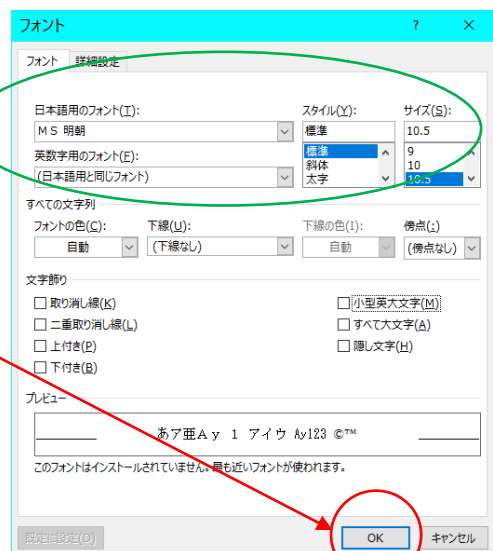 フォント ? ×
フォント 詳細設定
日本語用のフォント(T): スタイル(Y): サイズ(S):
ＭＳ 明朝 標準 10.5
標準 9
斜体 10
太字 10.5
英数字用のフォント(F):
(日本語用と同じフォント)
すべての文字列
フォントの色(C): 下線(U): 下線の色(I): 傍点(;)
自動 (下線なし) 自動 (傍点なし)
文字飾り
取り消し線(K) 小型英大文字(M)
二重取り消し線(L) すべて大文字(A)
上付き(P) 隠し文字(H)
下付き(B)
プレビュー
あア亜Ａｙ １ アイウ Ay123 ©™
このフォントはインストールされていません。最も近いフォントが使われます。
既定に設定(D) OK キャンセル